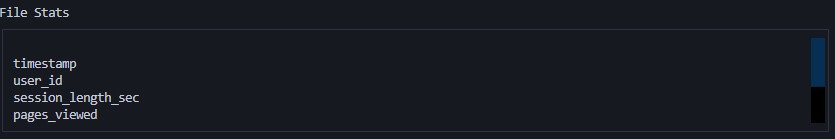 File Stats
timestamp
user_id
session_length_sec
pages_viewed